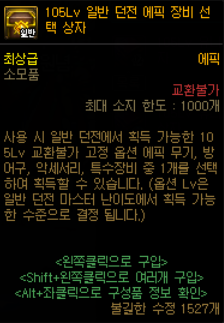 105Lv 일반 던전 에픽 장비 선
택 상자
일반
최상급 에픽
소모품
교환불가
최대 소지 한도 : 1000개
사용 시 일반 던전에서 획득 가능한 10
5Lv 교환불가 고정 옵션 에픽 무기, 방
어구, 악세서리, 특수장비 중 1개를 선택
하여 획득할 수 있습니다. (옵션 Lv은
일반 던전 마스터 난이도에서 획득 가능
한 수준으로 결정 됩니다.)
<왼쪽클릭으로 구입>
<Shift+왼쪽클릭으로 여러개 구입>
<Alt+좌클릭으로 구성품 정보 확인>
불길한 수정 1527개